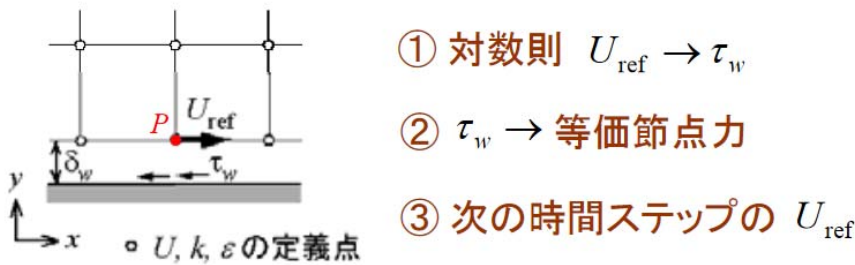 ① 対数則 U_ref → τ_w
② τ_w → 等価節点力
③ 次の時間ステップの U_ref
P
U_ref
δ_w
τ_w
y
x
U, k, ε の定義点